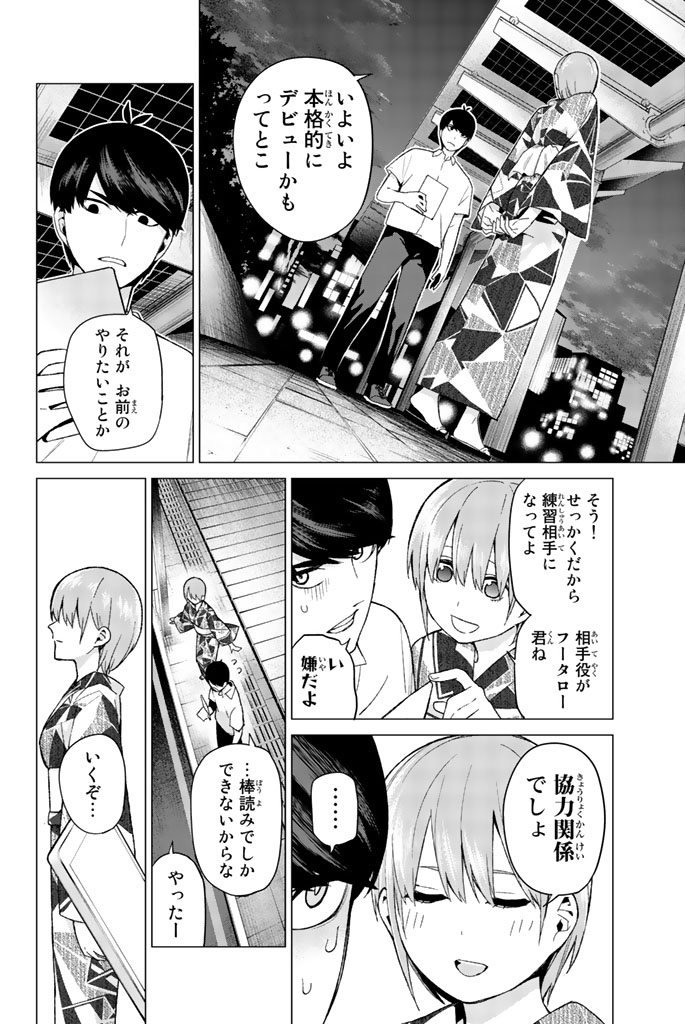 いよいよ
本格的に
デビューかも
ってとこ
それが お前の
やりたいことか
そう！
せっかくだから
練習相手に
なってよ
相手役が
フータロー
君ね
い
嫌だよ
協力関係
でしょ
……
…棒読みでしか
できないからな
やったー
いくぞ…